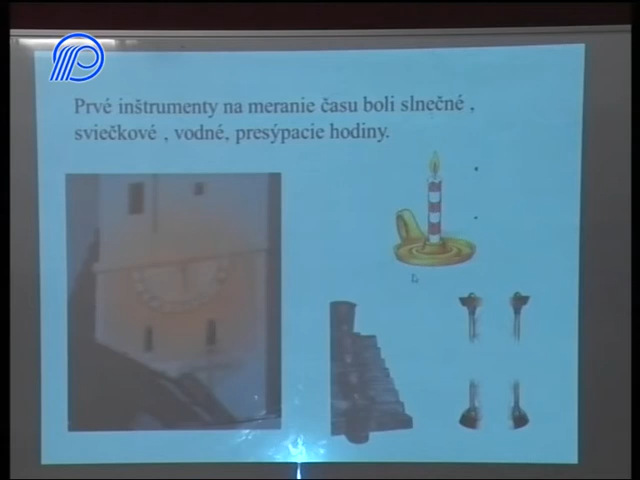 Prvé inštrumenty na meranie času boli slnečné ,
sviečkové , vodné, presýpacie hodiny.